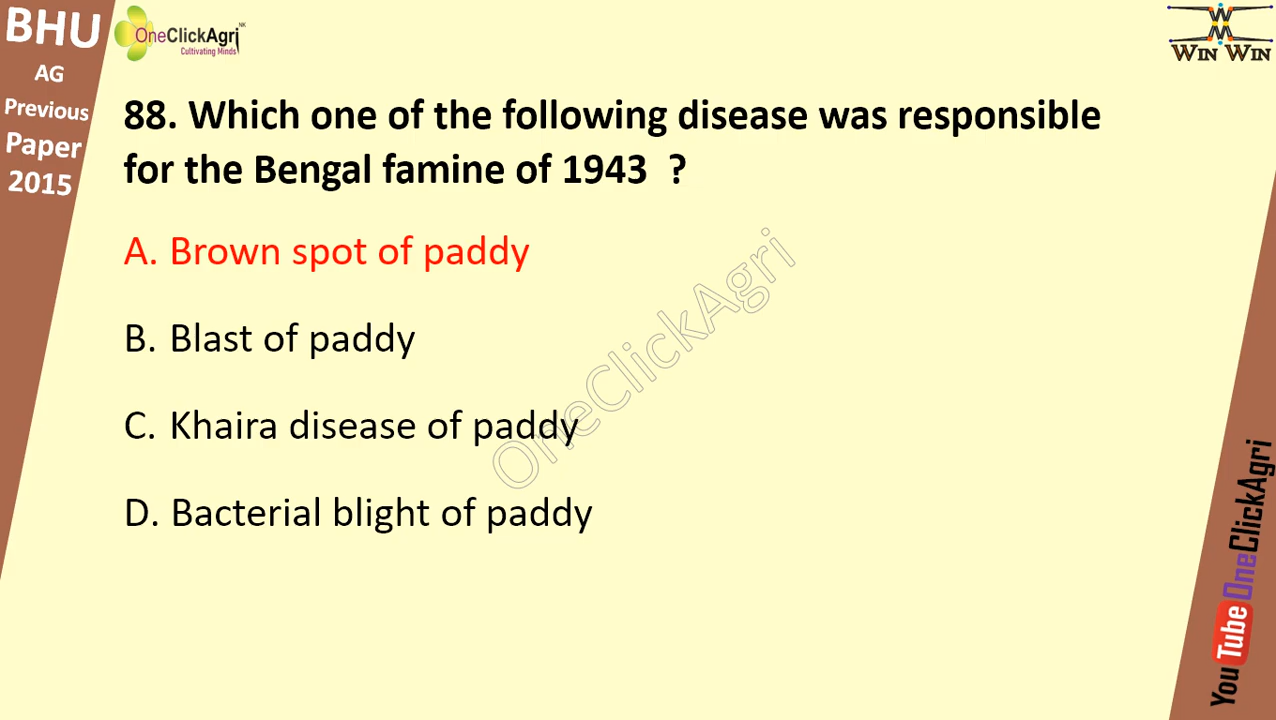 BHU
AG
Previous
Paper
2015
OneClickAgri NK
Cultivating Minds
WIN WIN
88. Which one of the following disease was responsible
for the Bengal famine of 1943 ?
A. Brown spot of paddy
B. Blast of paddy
C. Khaira disease of paddy
D. Bacterial blight of paddy
OneClickAgri
YouTube OneClickAgri